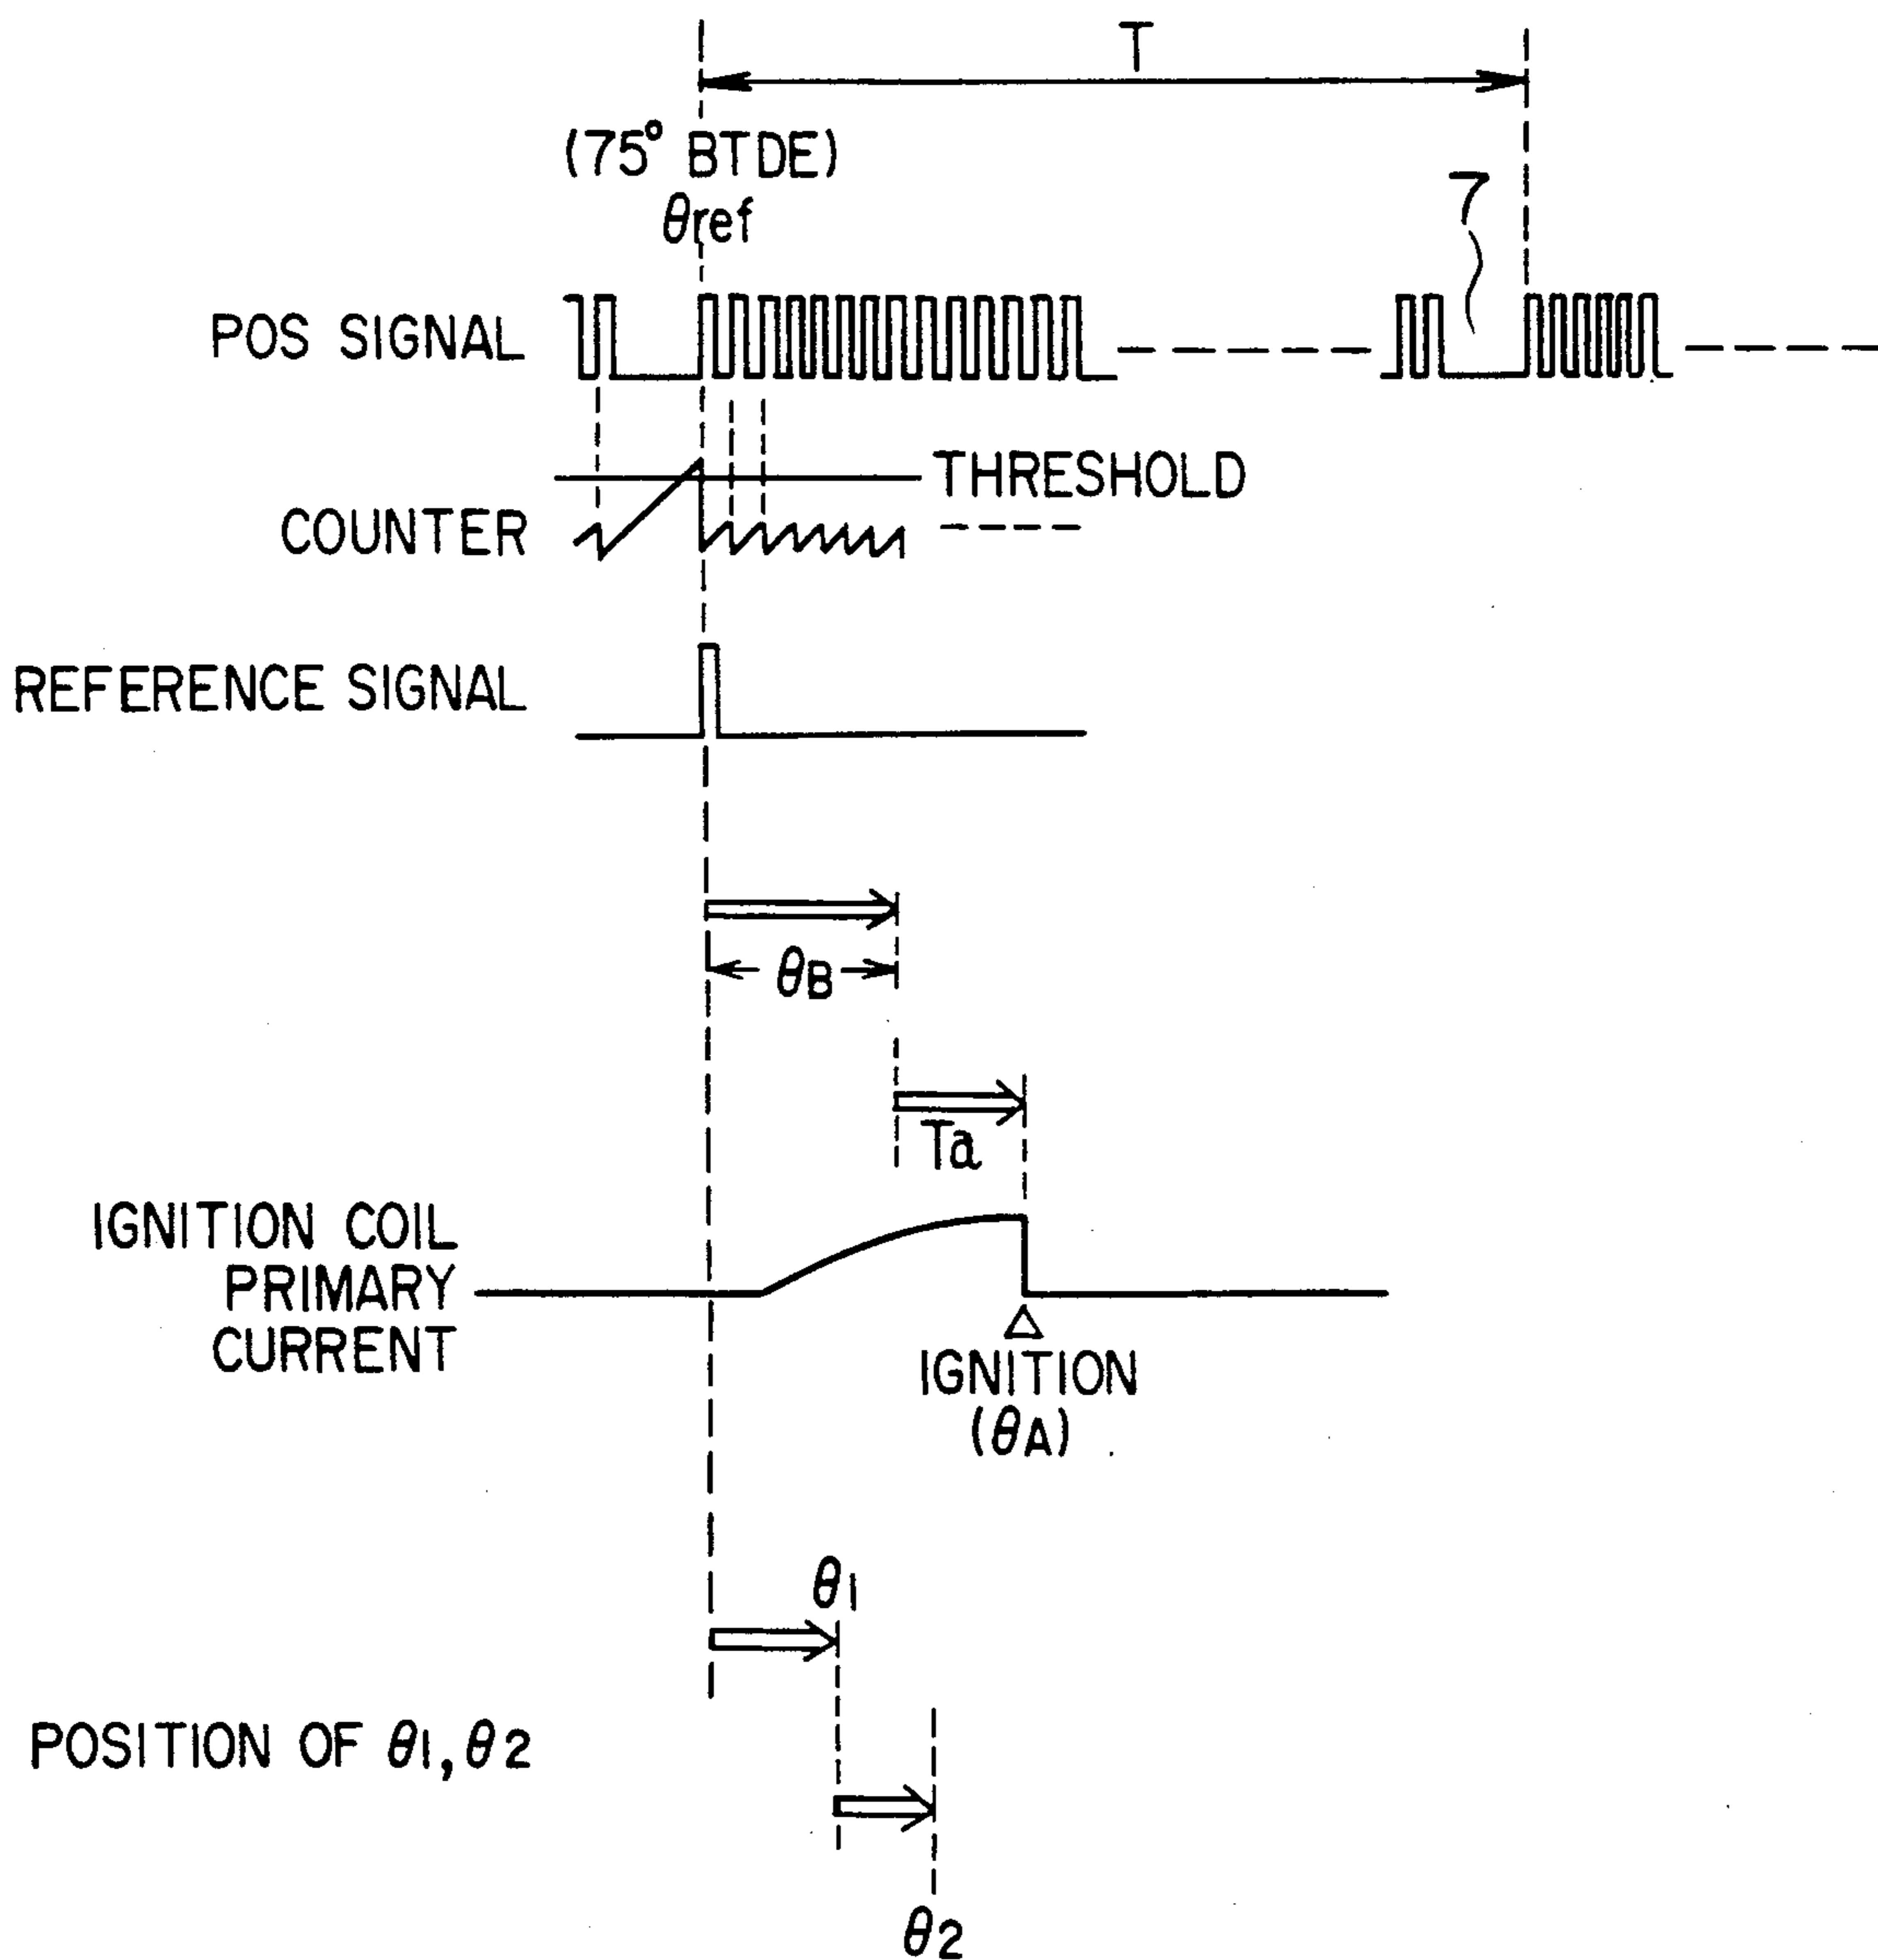 T
(75° BTDE)
θref
7
POS SIGNAL
THRESHOLD
COUNTER
REFERENCE SIGNAL
θB
Ta
IGNITION COIL
PRIMARY
CURRENT
IGNITION
(θA)
θ1
POSITION OF θ1,θ2
θ2